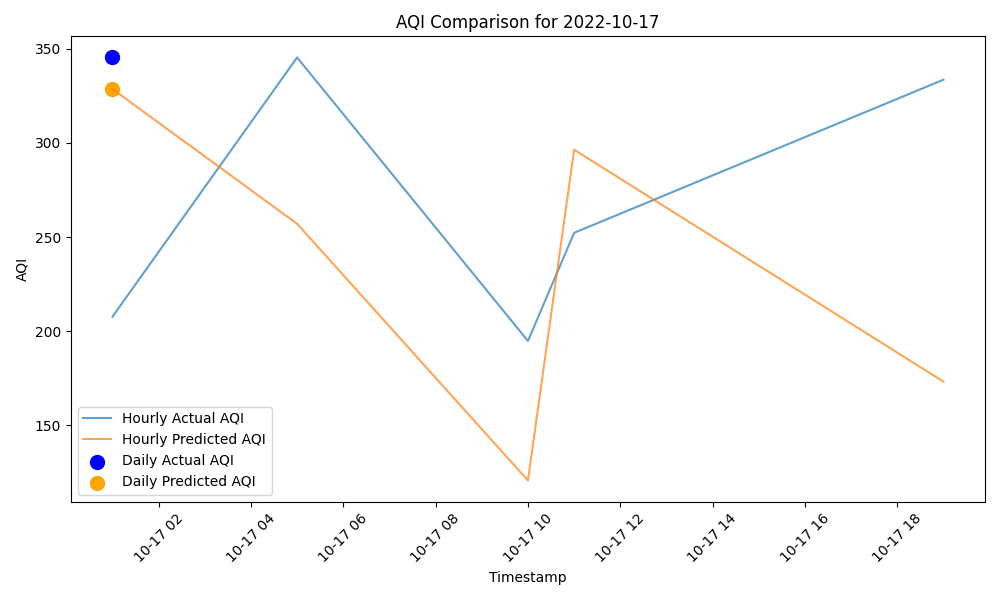 AQI Comparison for 2022-10-17
AQI
350
300
250
200
150
Hourly Actual AQI
Hourly Predicted AQI
Daily Actual AQI
Daily Predicted AQI
10-17 02
10-17 04
10-17 06
10-17 08
10-17 10
10-17 12
10-17 14
10-17 16
10-17 18
Timestamp